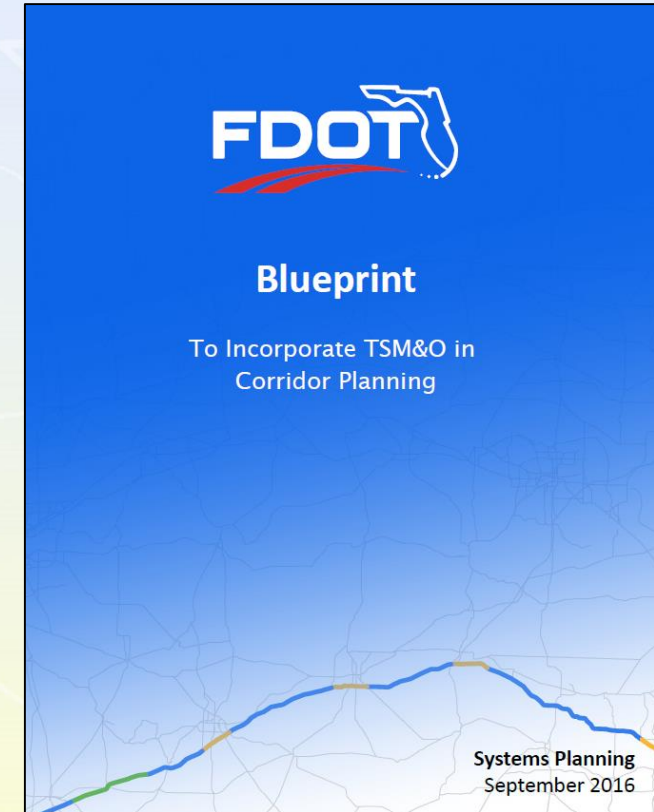 FDOT
Blueprint
To Incorporate TSM&O in
Corridor Planning
Systems Planning
September 2016